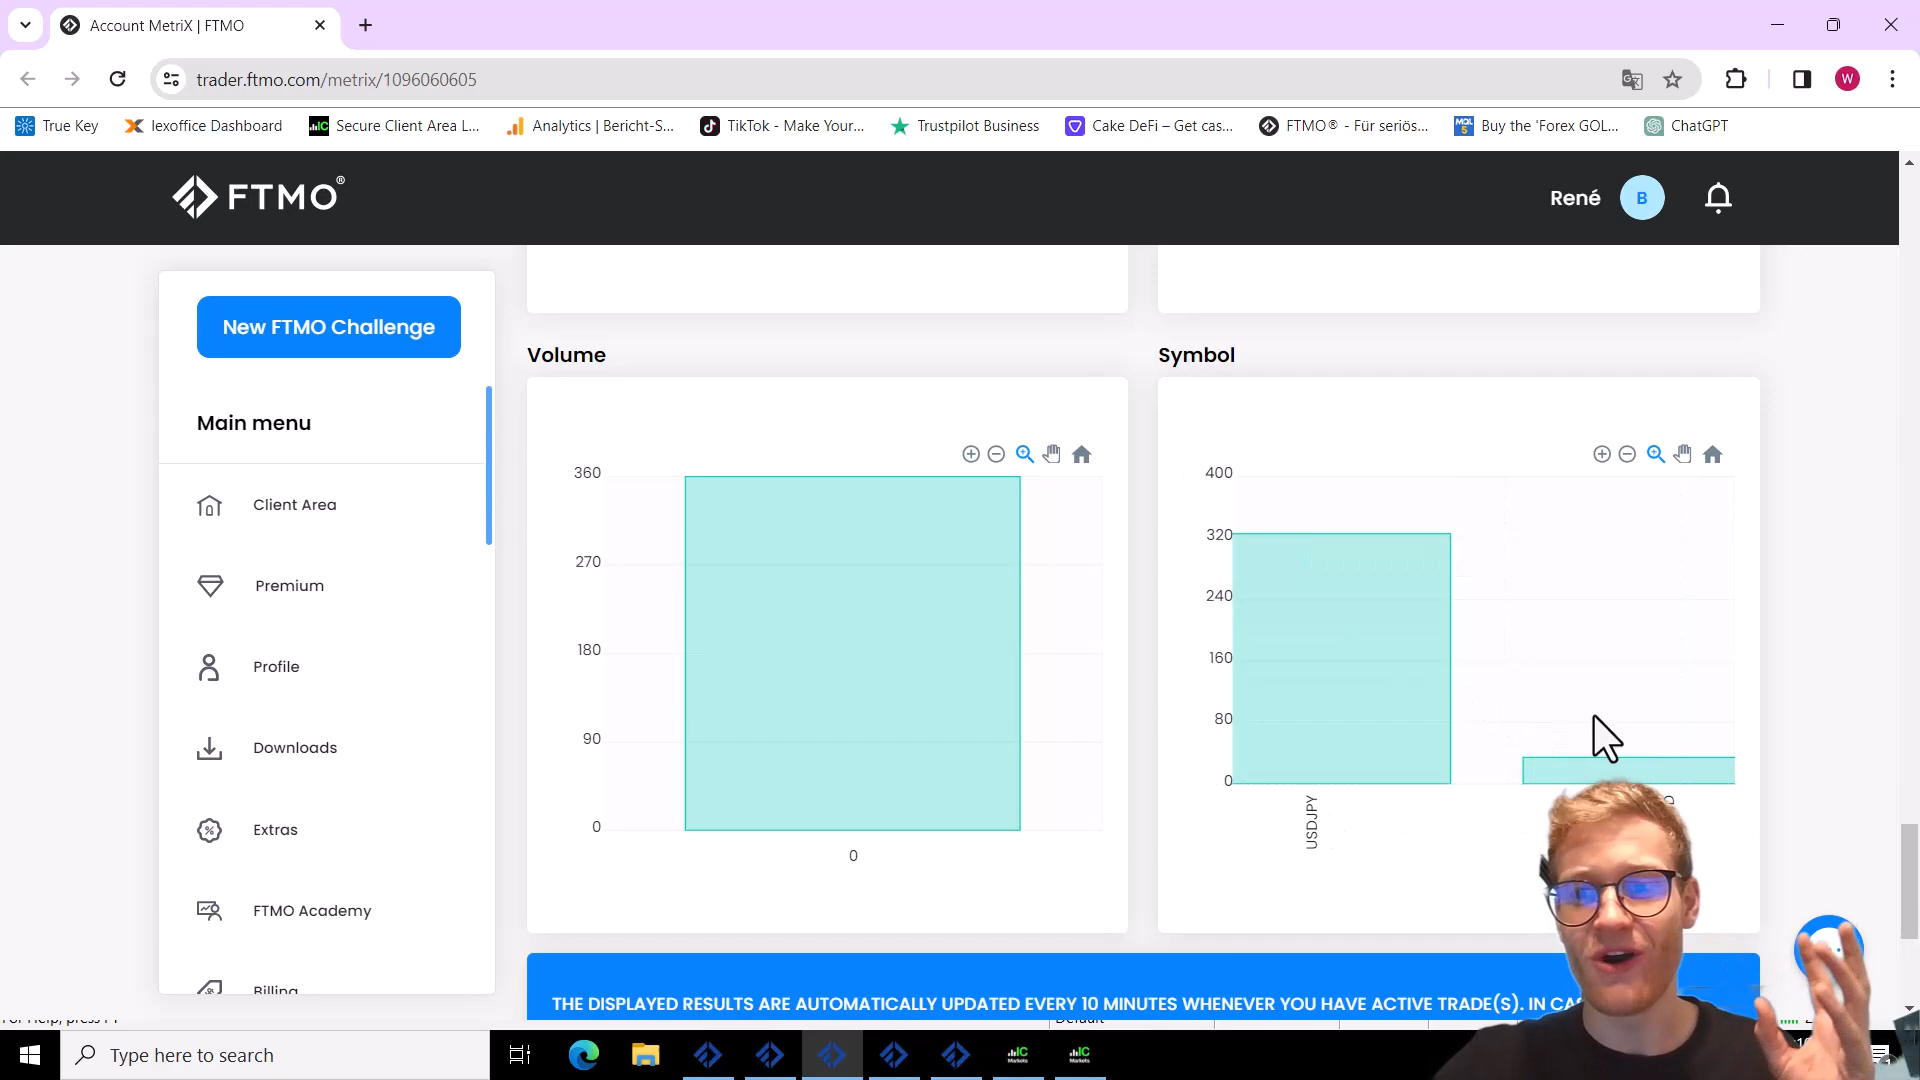 Account MetriX | FTMO
trader.ftmo.com/metrix/1096060605
W
True Key
lexoffice Dashboard
Secure Client Area L...
Analytics | Bericht-S...
TikTok - Make Your...
Trustpilot Business
Cake DeFi – Get cas...
FTMO® - Für seriös...
Buy the 'Forex GOL...
ChatGPT
FTMO®
René
B
New FTMO Challenge
Main menu
Client Area
Premium
Profile
Downloads
Extras
FTMO Academy
Billing
Volume
360
270
180
90
0
0
Symbol
400
320
240
160
80
0
USDJPY
THE DISPLAYED RESULTS ARE AUTOMATICALLY UPDATED EVERY 10 MINUTES WHENEVER YOU HAVE ACTIVE TRADE(S). IN
Default
Type here to search